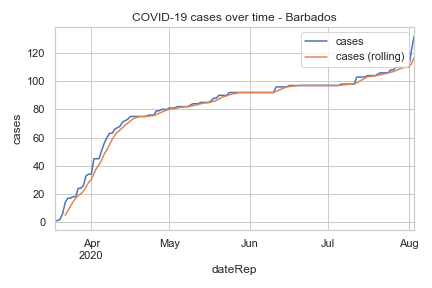 COVID-19 cases over time - Barbados
cases
cases (rolling)
120
100
80
60
40
20
0
cases
Apr
2020
May
Jun
Jul
Aug
dateRep